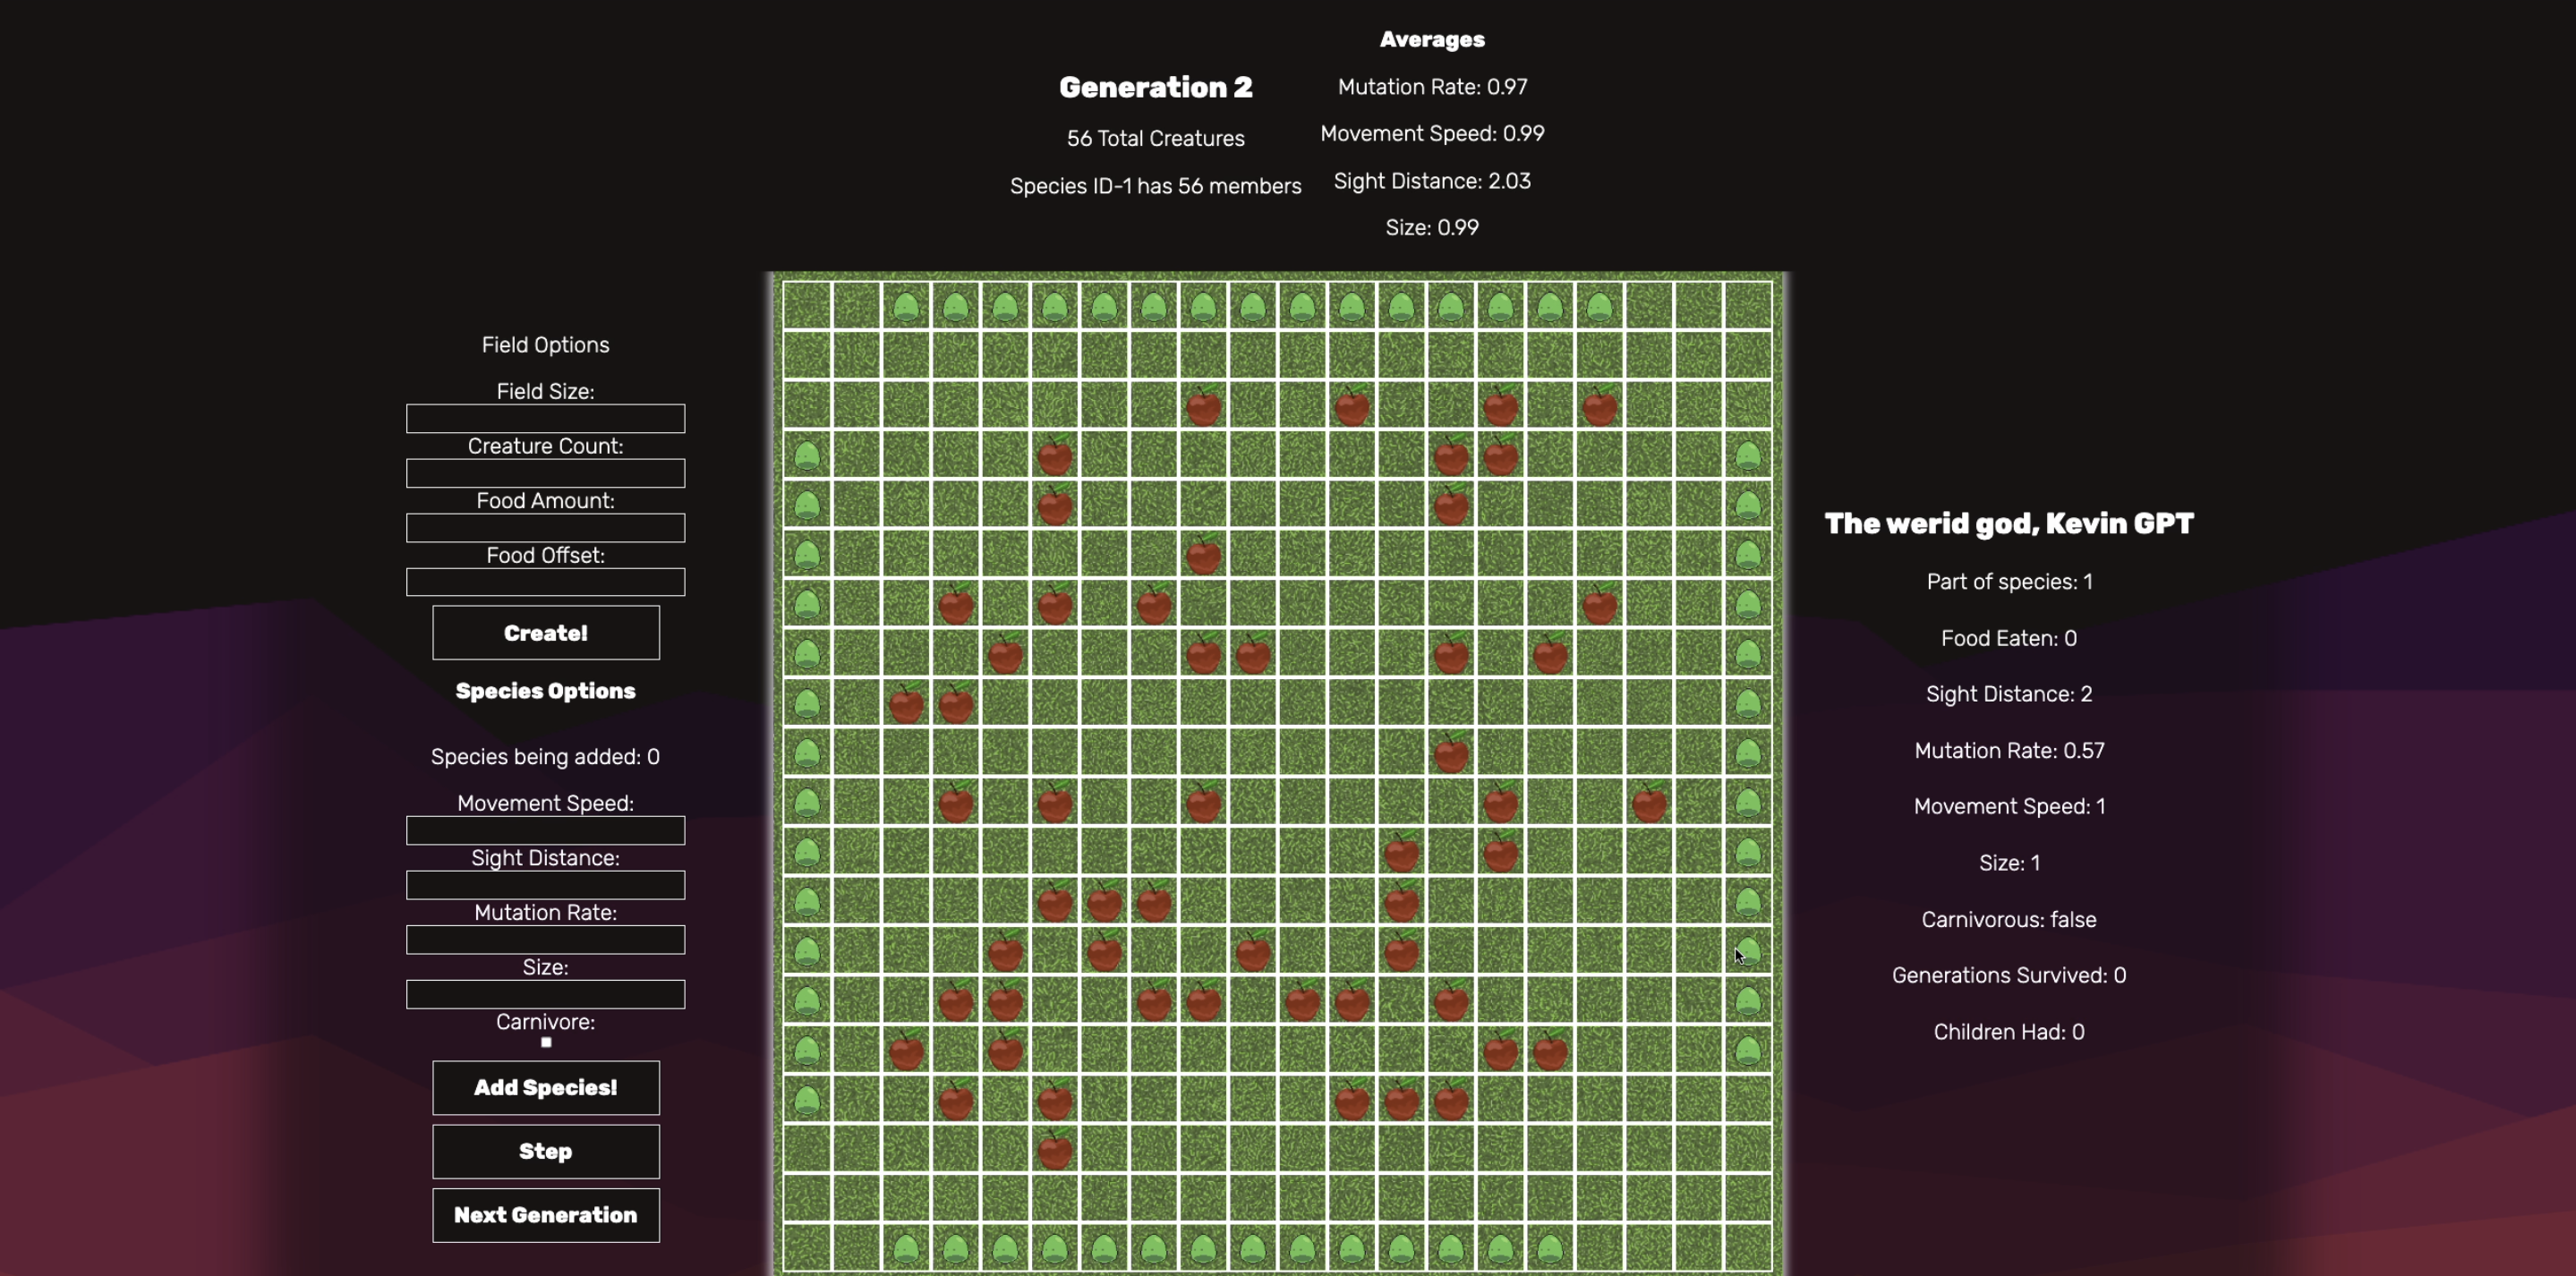 Averages
Generation 2
Mutation Rate: 0.97
56 Total Creatures
Movement Speed: 0.99
Species ID-1 has 56 members
Sight Distance: 2.03
Size: 0.99
Field Options
Field Size:
Creature Count:
Food Amount:
Food Offset:
Create!
Species Options
Species being added: 0
Movement Speed:
Sight Distance:
Mutation Rate:
Size:
Carnivore:
Add Species!
Step
Next Generation
The werid god, Kevin GPT
Part of species: 1
Food Eaten: 0
Sight Distance: 2
Mutation Rate: 0.57
Movement Speed: 1
Size: 1
Carnivorous: false
Generations Survived: 0
Children Had: 0